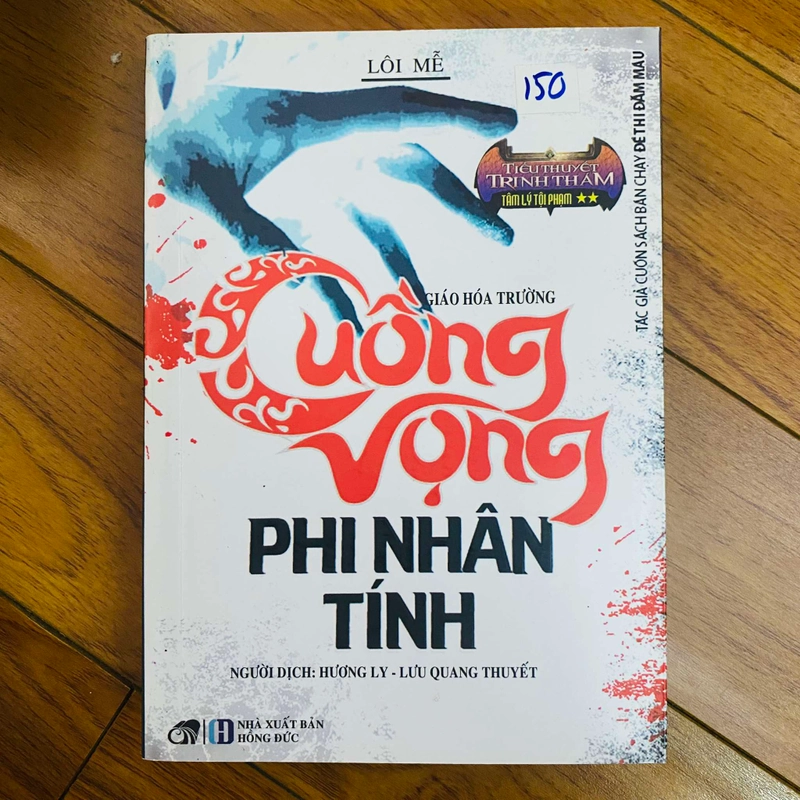 LÔI MỄ
150
TIỂU THUYẾT
TRINH THÁM
TÂM LÝ TỘI PHẠM ★★
TÁC GIẢ CUỐN SÁCH BÁN CHẠY ĐỀ THI ĐẪM MÁU
GIÁO HÓA TRƯỜNG
Cuồng
Vọng
PHI NHÂN
TÍNH
NGƯỜI DỊCH: HƯƠNG LY - LƯU QUANG THUYẾT
NHÀ XUẤT BẢN
HỒNG ĐỨC